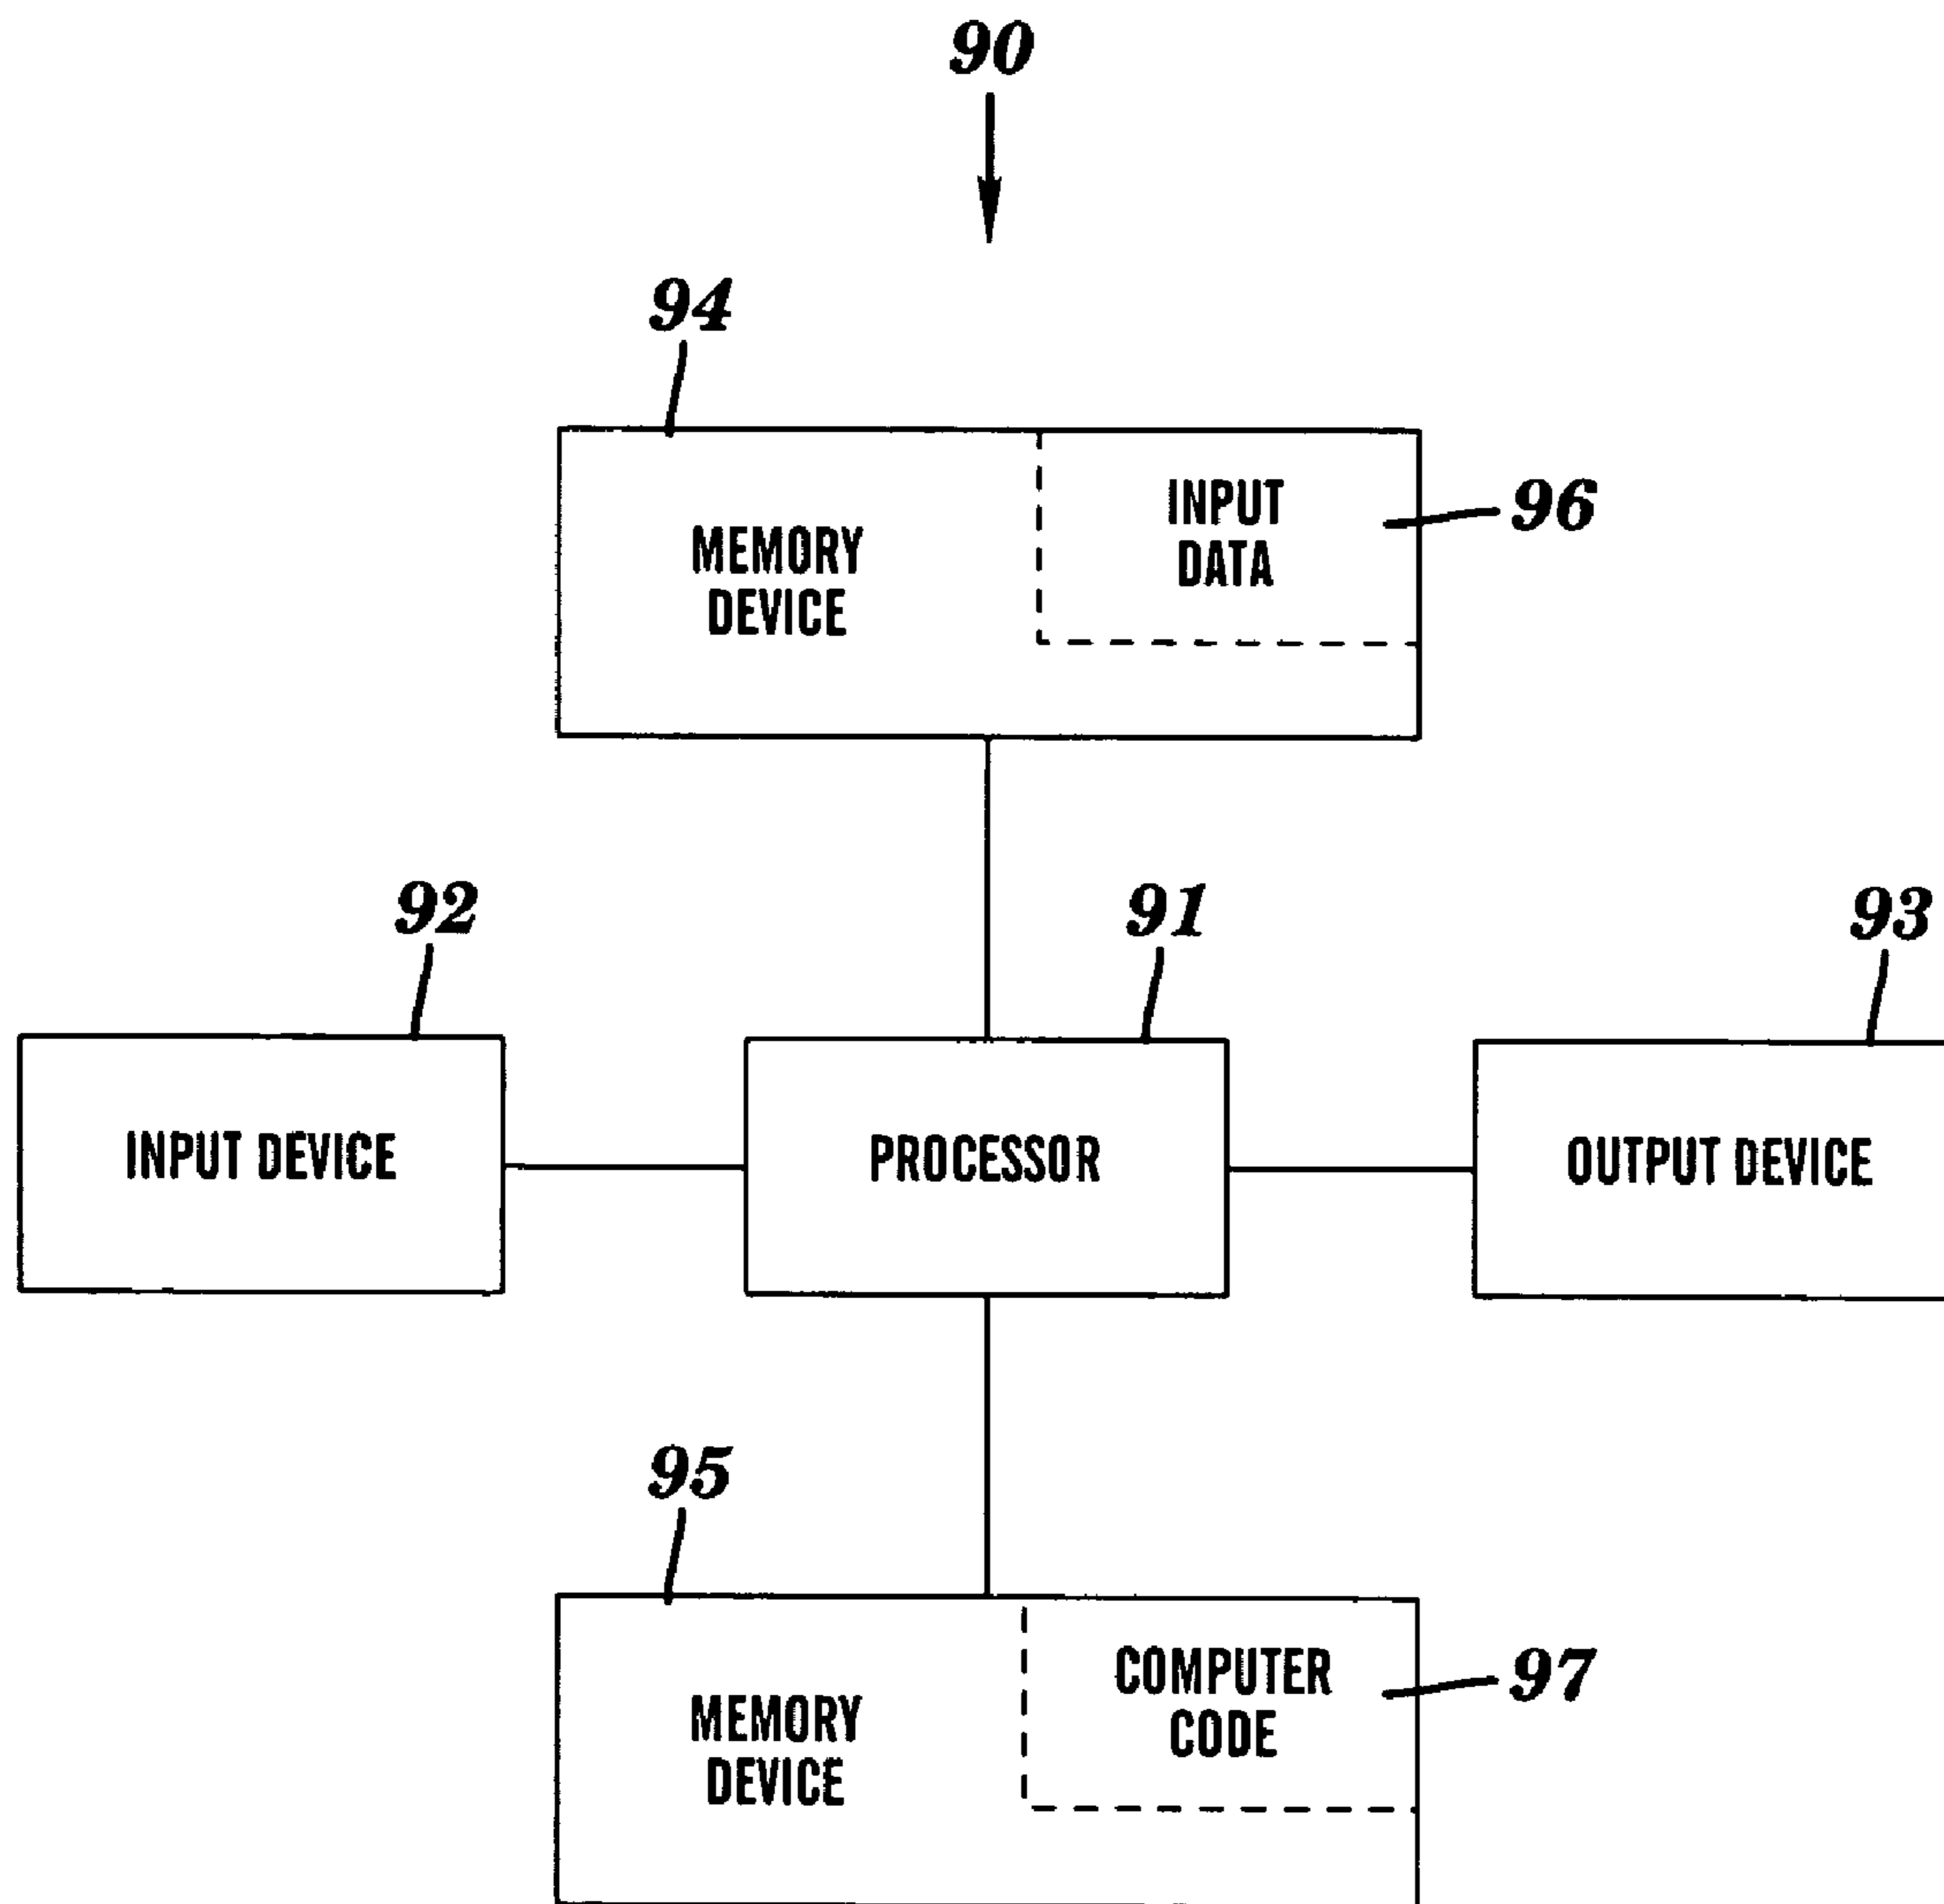 90
94
INPUT
DATA
96
MEMORY
DEVICE
92
91
93
INPUT DEVICE
PROCESSOR
OUTPUT DEVICE
95
COMPUTER
CODE
97
MEMORY
DEVICE